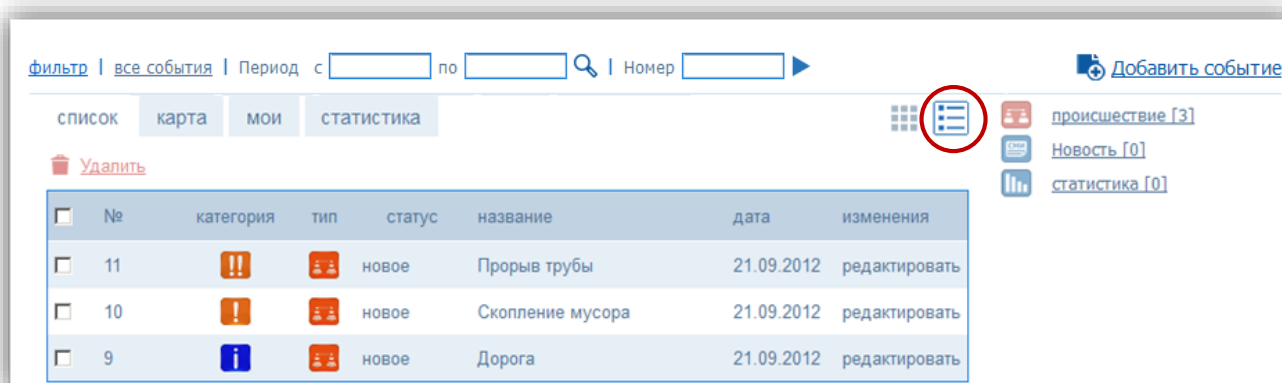 фильтр | все события | Период с по | Номер
Добавить событие
список карта мои статистика
происшествие [3]
Новость [0]
статистика [0]
Удалить
№ категория тип статус название дата изменения
11 !! новое Прорыв трубы 21.09.2012 редактировать
10 ! новое Скопление мусора 21.09.2012 редактировать
9 i новое Дорога 21.09.2012 редактировать